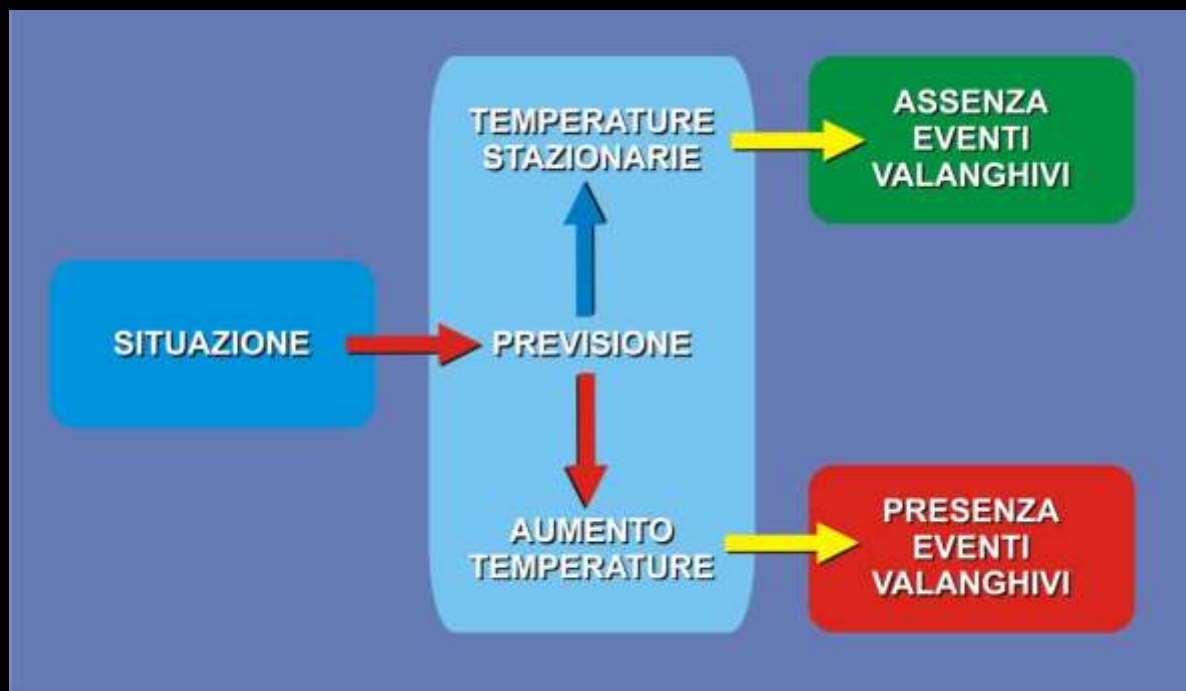 TEMPERATURE
STAZIONARIE
ASSENZA
EVENTI
VALANGHIVI
SITUAZIONE
PREVISIONE
AUMENTO
TEMPERATURE
PRESENZA
EVENTI
VALANGHIVI